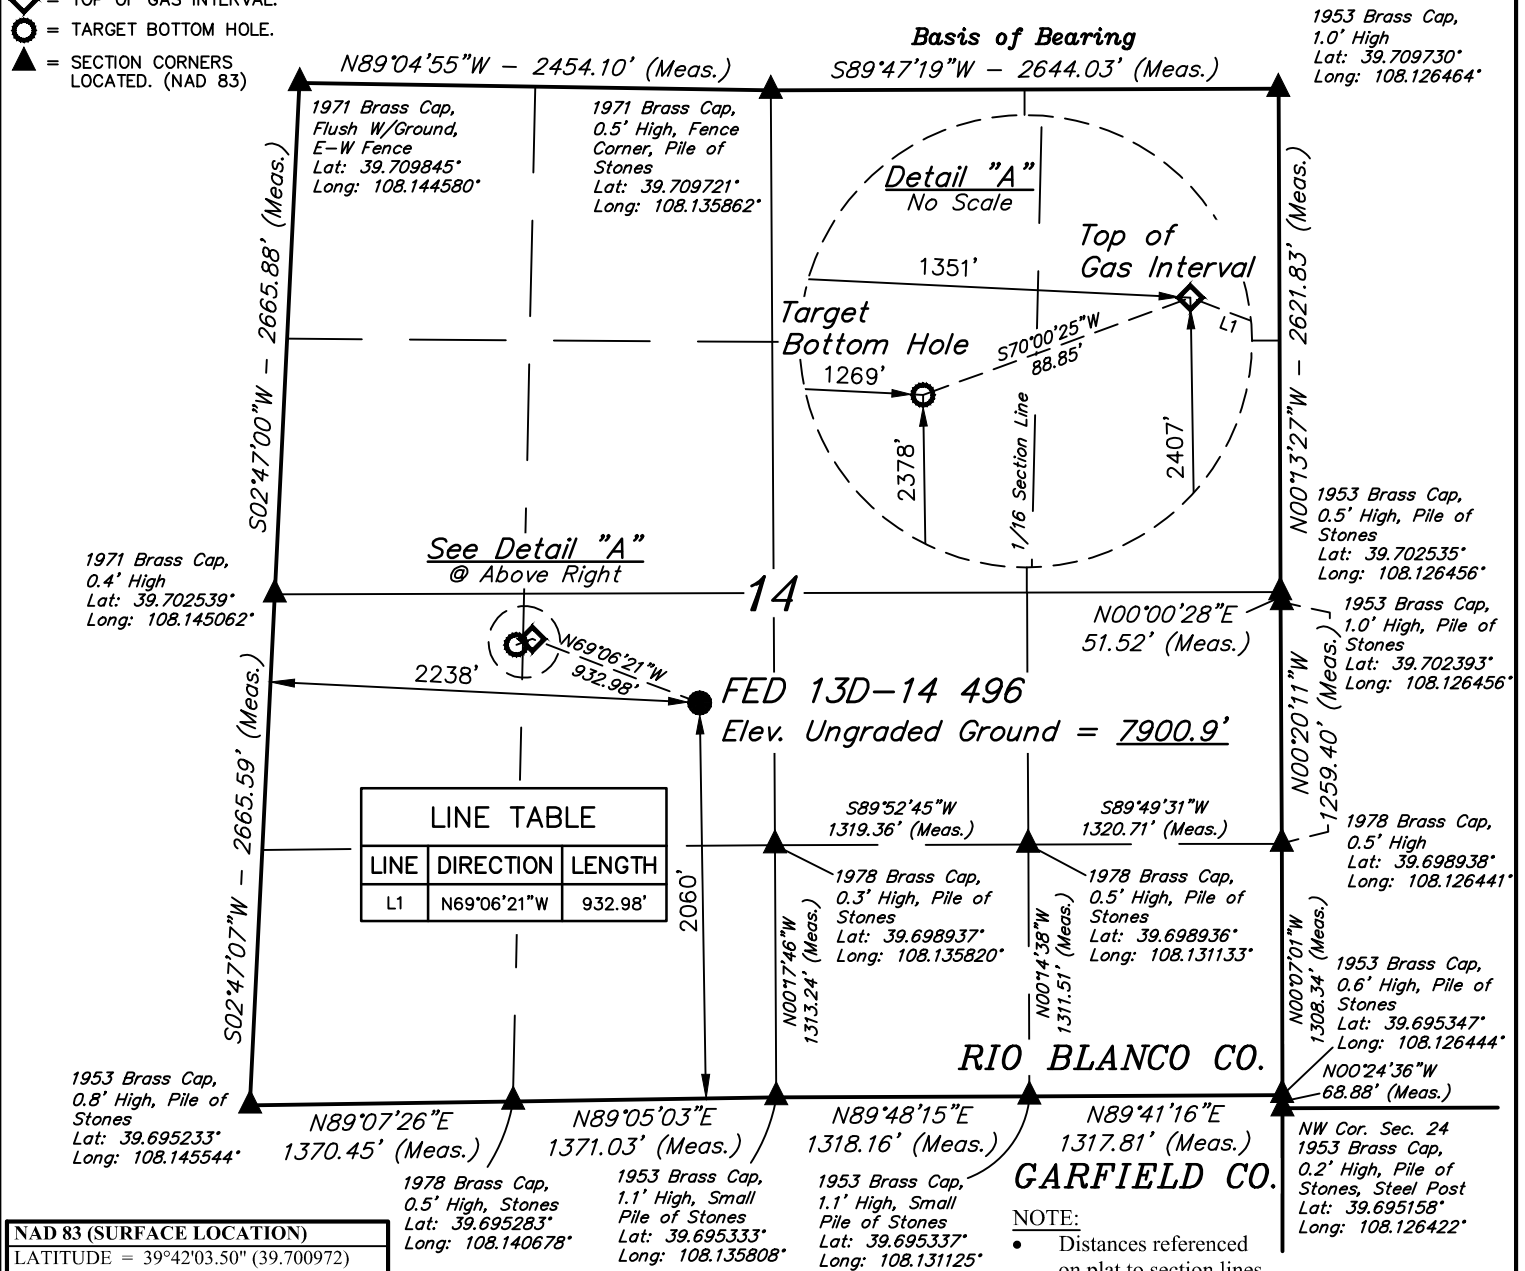 = TOP OF GAS INTERVAL.
= TARGET BOTTOM HOLE.
= SECTION CORNERS
LOCATED. (NAD 83)
N89°04'55"W - 2454.10' (Meas.)
Basis of Bearing
S89°47'19"W - 2644.03' (Meas.)
1953 Brass Cap,
1.0' High
Lat: 39.709730°
Long: 108.126464°
1971 Brass Cap,
Flush W/Ground,
E-W Fence
Lat: 39.709845°
Long: 108.144580°
1971 Brass Cap,
0.5' High, Fence
Corner, Pile of
Stones
Lat: 39.709721°
Long: 108.135862°
Detail "A"
No Scale
Top of
Gas Interval
1351'
Target
Bottom Hole
1269'
S70°00'25"W
88.85'
L1
2378'
2407'
1/16 Section Line
S02°47'00"W - 2665.88' (Meas.)
N00°13'27"W - 2621.83' (Meas.)
1953 Brass Cap,
0.5' High, Pile of
Stones
Lat: 39.702535°
Long: 108.126456°
1971 Brass Cap,
0.4' High
Lat: 39.702539°
Long: 108.145062°
See Detail "A"
@ Above Right
14
N00°00'28"E
51.52' (Meas.)
1953 Brass Cap,
1.0' High, Pile of
Stones
Lat: 39.702393°
Long: 108.126456°
N69°06'21"W
932.98'
2238'
FED 13D-14 496
Elev. Ungraded Ground = 7900.9'
N00°20'11"W
1259.40' (Meas.)
S02°47'07"W - 2665.59' (Meas.)
LINE TABLE
LINE DIRECTION LENGTH
L1 N69°06'21"W 932.98'
2060'
S89°52'45"W
1319.36' (Meas.)
S89°49'31"W
1320.71' (Meas.)
1978 Brass Cap,
0.5' High
Lat: 39.698938°
Long: 108.126441°
1978 Brass Cap,
0.3' High, Pile of
Stones
Lat: 39.698937°
Long: 108.135820°
1978 Brass Cap,
0.5' High, Pile of
Stones
Lat: 39.698936°
Long: 108.131133°
N00°17'46"W
1313.24' (Meas.)
N00°14'38"W
1311.51' (Meas.)
N00°07'01"W
1308.34' (Meas.)
1953 Brass Cap,
0.6' High, Pile of
Stones
Lat: 39.695347°
Long: 108.126444°
RIO BLANCO CO.
N00°24'36"W
68.88' (Meas.)
1953 Brass Cap,
0.8' High, Pile of
Stones
Lat: 39.695233°
Long: 108.145544°
N89°07'26"E
1370.45' (Meas.)
N89°05'03"E
1371.03' (Meas.)
N89°48'15"E
1318.16' (Meas.)
N89°41'16"E
1317.81' (Meas.)
NW Cor. Sec. 24
1953 Brass Cap,
0.2' High, Pile of
Stones, Steel Post
Lat: 39.695158°
Long: 108.126422°
1978 Brass Cap,
0.5' High, Stones
Lat: 39.695283°
Long: 108.140678°
1953 Brass Cap,
1.1' High, Small
Pile of Stones
Lat: 39.695333°
Long: 108.135808°
1953 Brass Cap,
1.1' High, Small
Pile of Stones
Lat: 39.695337°
Long: 108.131125°
GARFIELD CO.
NOTE:
• Distances referenced
on plat to section lines
NAD 83 (SURFACE LOCATION)
LATITUDE = 39°42'03.50" (39.700972)